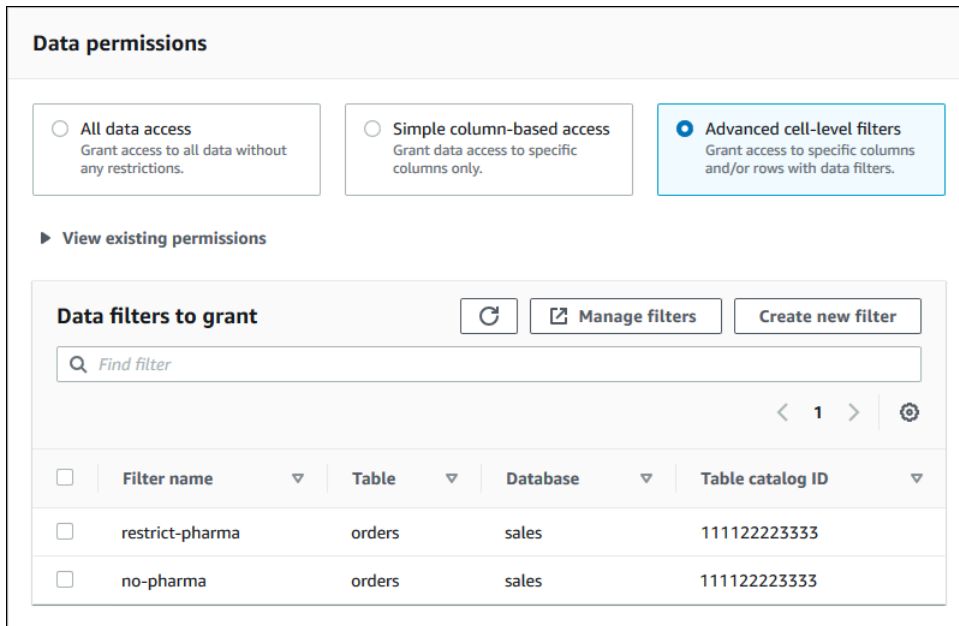 Data permissions
All data access
Grant access to all data without
any restrictions.
Simple column-based access
Grant data access to specific
columns only.
Advanced cell-level filters
Grant access to specific columns
and/or rows with data filters.
View existing permissions
Data filters to grant
Manage filters
Create new filter
Find filter
1
Filter name Table Database Table catalog ID
restrict-pharma orders sales 111122223333
no-pharma orders sales 111122223333